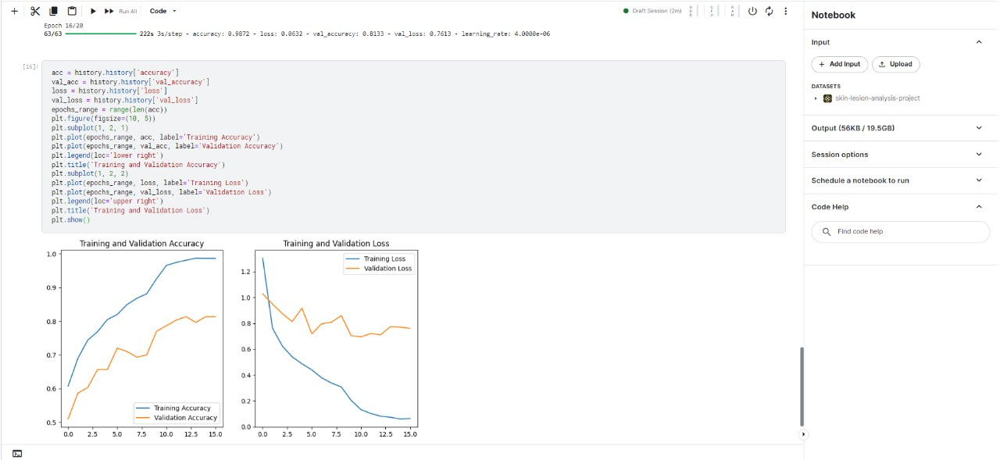 Run All
Code
Draft Session (2m)
HDD
CPU
RAM
Epoch 16/20
63/63 222s 3s/step - accuracy: 0.9872 - loss: 0.0632 - val_accuracy: 0.8133 - val_loss: 0.7613 - learning_rate: 4.0000e-06
[16]:
acc = history.history['accuracy']
val_acc = history.history['val_accuracy']
loss = history.history['loss']
val_loss = history.history['val_loss']
epochs_range = range(len(acc))
plt.figure(figsize=(10, 5))
plt.subplot(1, 2, 1)
plt.plot(epochs_range, acc, label='Training Accuracy')
plt.plot(epochs_range, val_acc, label='Validation Accuracy')
plt.legend(loc='lower right')
plt.title('Training and Validation Accuracy')
plt.subplot(1, 2, 2)
plt.plot(epochs_range, loss, label='Training Loss')
plt.plot(epochs_range, val_loss, label='Validation Loss')
plt.legend(loc='upper right')
plt.title('Training and Validation Loss')
plt.show()
Training and Validation Accuracy
1.0
0.9
0.8
0.7
0.6
0.5
Training Accuracy
Validation Accuracy
0.0 2.5 5.0 7.5 10.0 12.5 15.0
Training and Validation Loss
Training Loss
Validation Loss
1.2
1.0
0.8
0.6
0.4
0.2
0.0
0.0 2.5 5.0 7.5 10.0 12.5 15.0
Notebook
Input
+ Add Input
Upload
DATASETS
skin-lesion-analysis-project
Output (56KB / 19.5GB)
Session options
Schedule a notebook to run
Code Help
Find code help